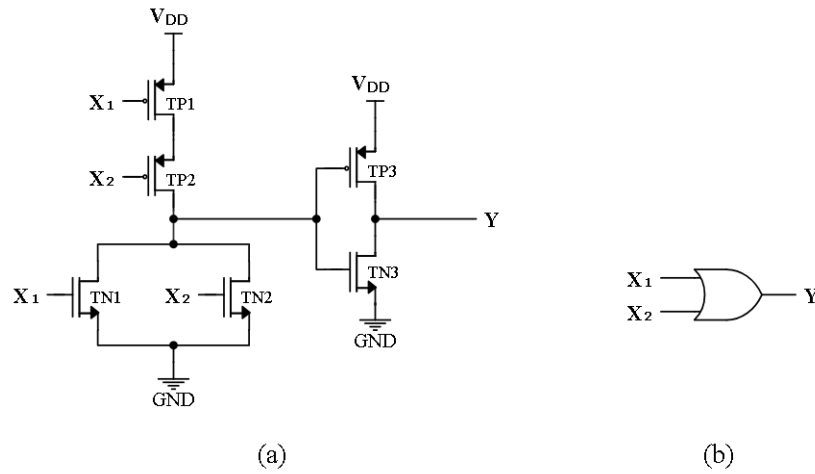 VDD
X1
TP1
X2
TP2
VDD
TP3
Y
X1
TN1
X2
TN2
TN3
GND
GND
X1
X2
Y
(a)
(b)